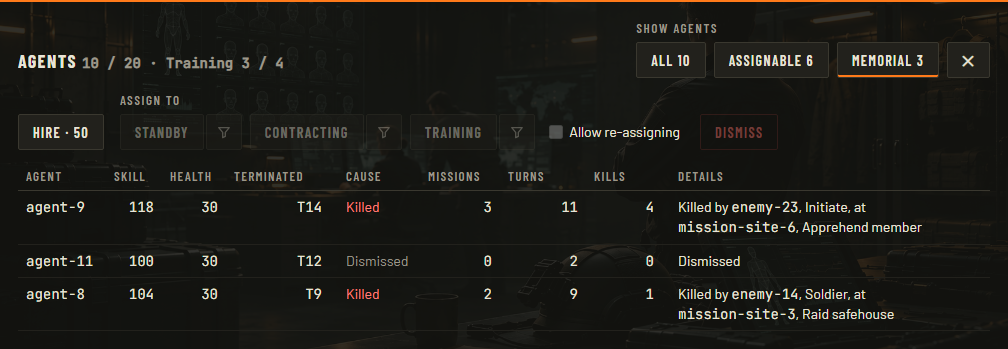 SHOW AGENTS
AGENTS 10 / 20 · Training 3 / 4
ALL 10
ASSIGNABLE 6
MEMORIAL 3
ASSIGN TO
HIRE · 50
STANDBY
CONTRACTING
TRAINING
Allow re-assigning
DISMISS
AGENT SKILL HEALTH TERMINATED CAUSE MISSIONS TURNS KILLS DETAILS
agent-9 118 30 T14 Killed 3 11 4 Killed by enemy-23, Initiate, at
mission-site-6, Apprehend member
agent-11 100 30 T12 Dismissed 0 2 0 Dismissed
agent-8 104 30 T9 Killed 2 9 1 Killed by enemy-14, Soldier, at
mission-site-3, Raid safehouse